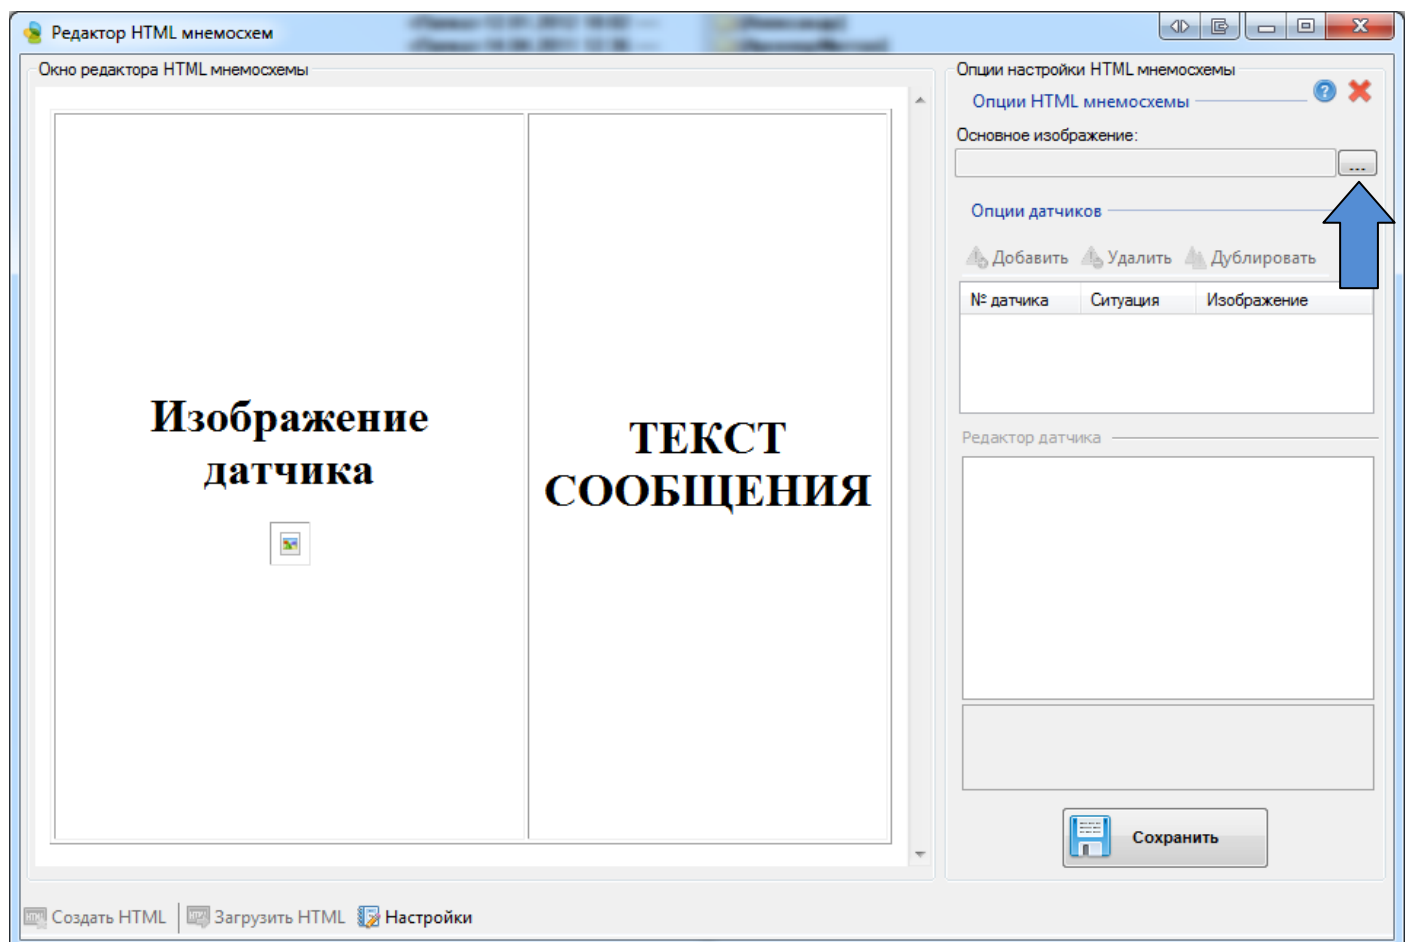 Редактор HTML мнемосхем
Окно редактора HTML мнемосхемы
Изображение
датчика
ТЕКСТ
СООБЩЕНИЯ
Опции настройки HTML мнемосхемы
Опции HTML мнемосхемы
Основное изображение:
...
Опции датчиков
Добавить Удалить Дублировать
№ датчика Ситуация Изображение
Редактор датчика
Сохранить
Создать HTML Загрузить HTML Настройки